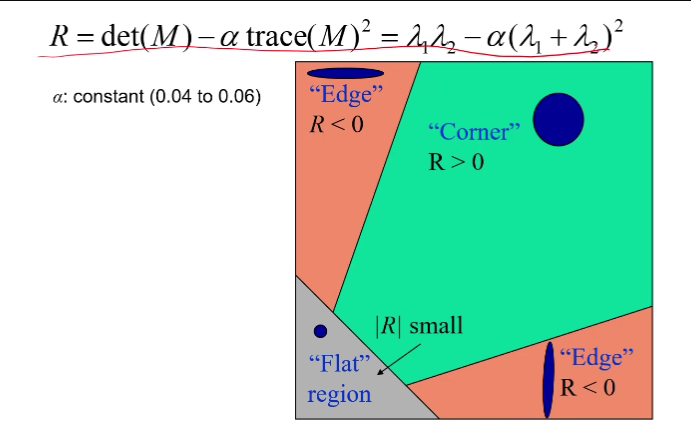 R = det(M) − α trace(M)² = λ₁λ₂ − α(λ₁ + λ₂)²
α: constant (0.04 to 0.06)
“Edge”
R < 0
“Corner”
R > 0
|R| small
“Flat”
region
“Edge”
R < 0